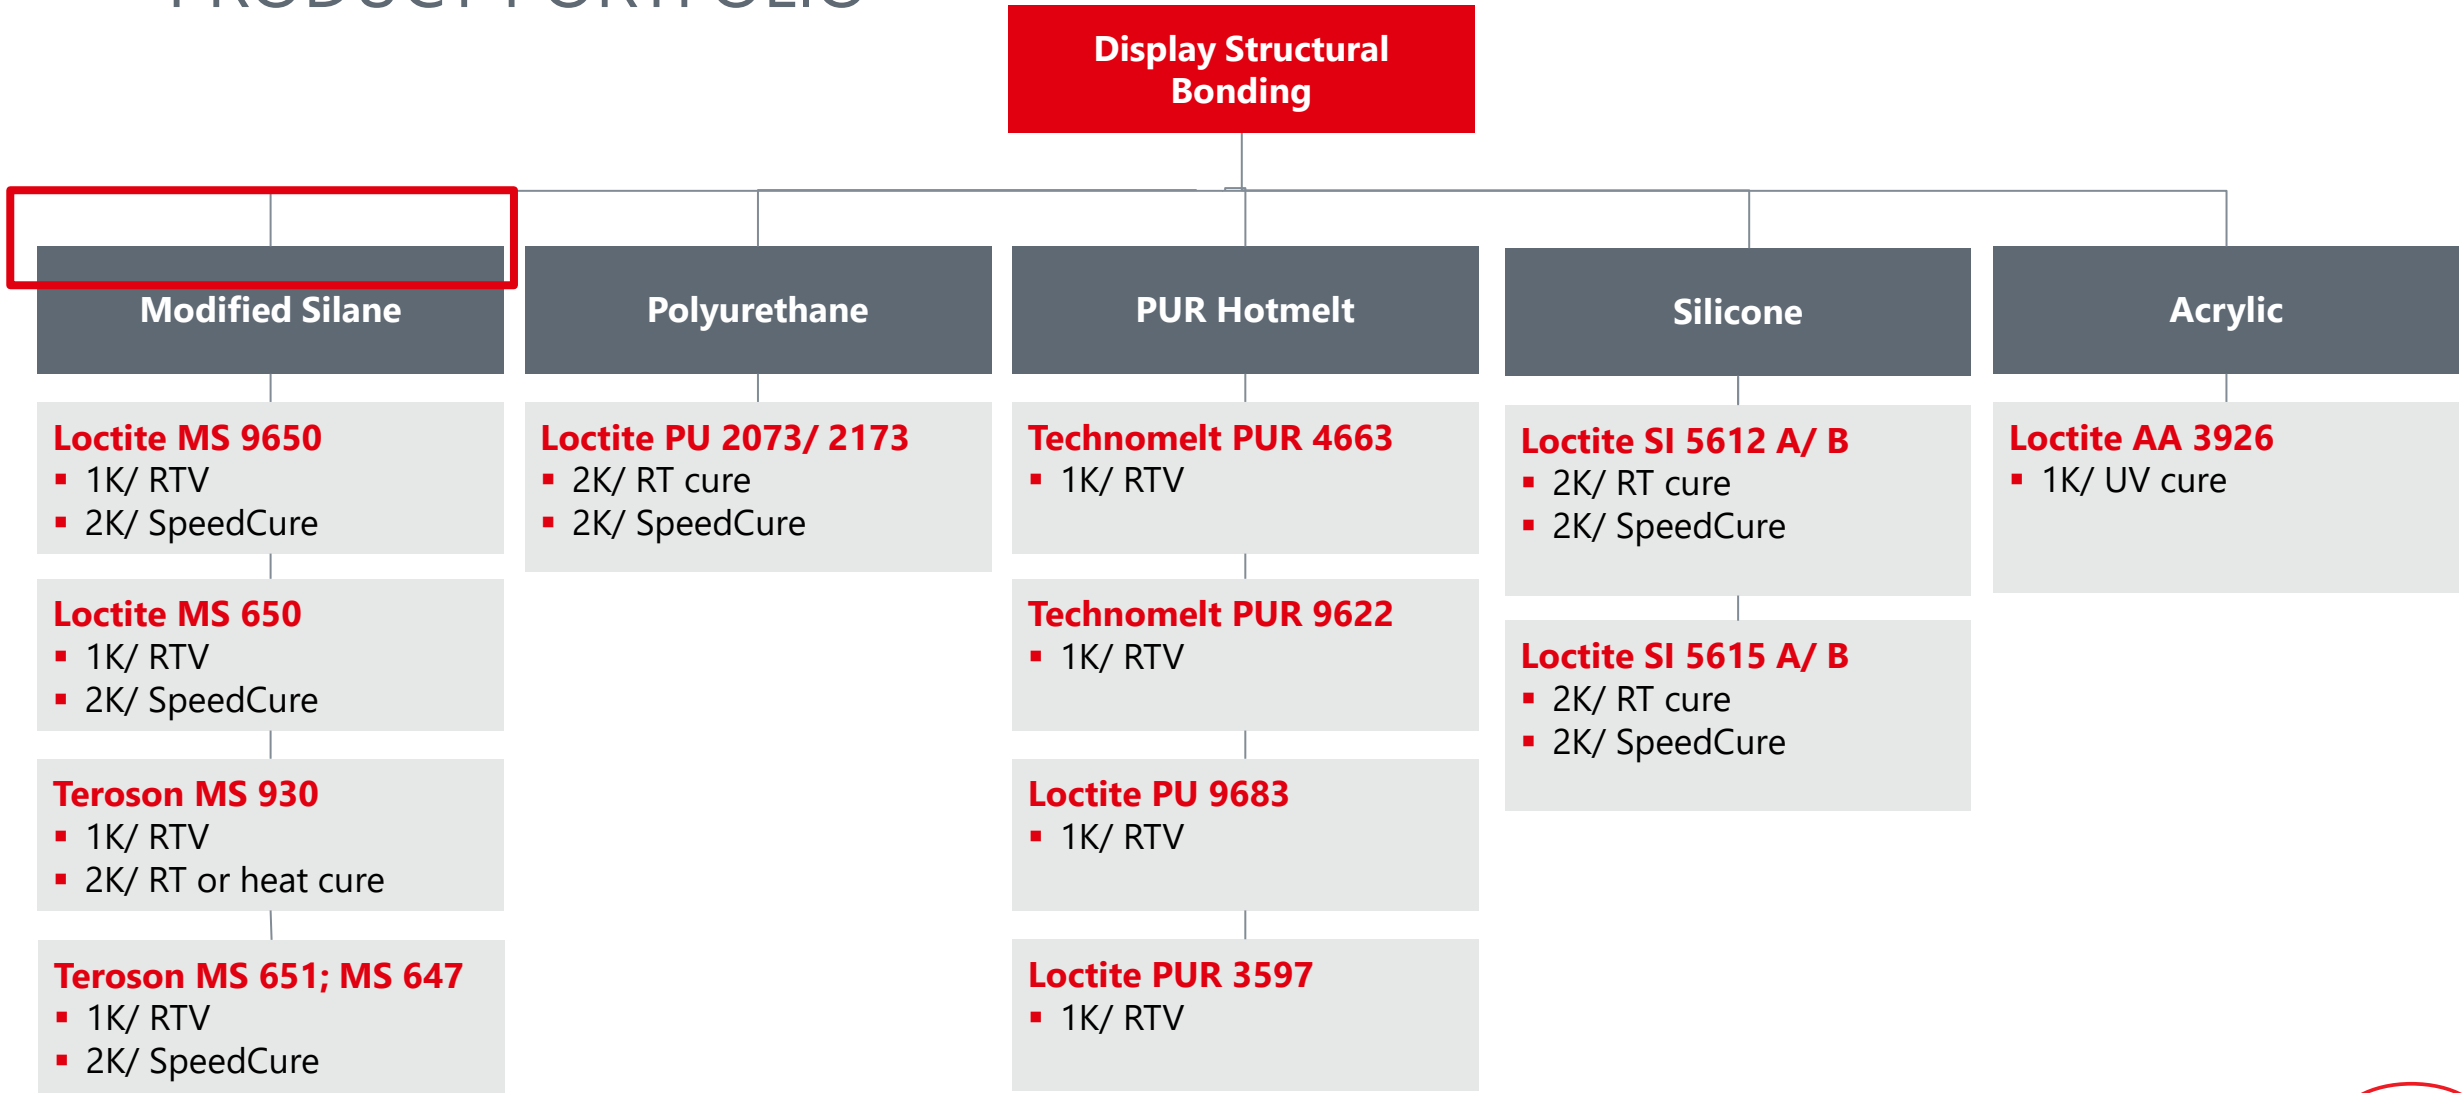 PRODUCT PORTFOLIO
Display Structural
Bonding
Modified Silane
Loctite MS 9650
1K/ RTV
2K/ SpeedCure
Loctite MS 650
1K/ RTV
2K/ SpeedCure
Teroson MS 930
1K/ RTV
2K/ RT or heat cure
Teroson MS 651; MS 647
1K/ RTV
2K/ SpeedCure
Polyurethane
Loctite PU 2073/ 2173
2K/ RT cure
2K/ SpeedCure
PUR Hotmelt
Technomelt PUR 4663
1K/ RTV
Technomelt PUR 9622
1K/ RTV
Loctite PU 9683
1K/ RTV
Loctite PUR 3597
1K/ RTV
Silicone
Loctite SI 5612 A/ B
2K/ RT cure
2K/ SpeedCure
Loctite SI 5615 A/ B
2K/ RT cure
2K/ SpeedCure
Acrylic
Loctite AA 3926
1K/ UV cure